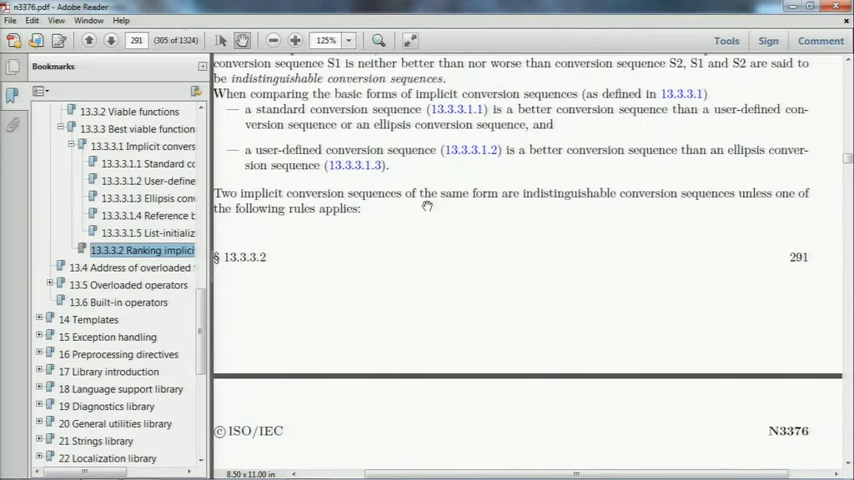 n3376.pdf - Adobe Reader
File Edit View Window Help
291 (305 of 1324) 125% Tools Sign Comment
Bookmarks
13.3.2 Viable functions
13.3.3 Best viable function
13.3.3.1 Implicit convers
13.3.3.1.1 Standard co
13.3.3.1.2 User-define
13.3.3.1.3 Ellipsis con
13.3.3.1.4 Reference b
13.3.3.1.5 List-initializ
13.3.3.2 Ranking implici
13.4 Address of overloaded
13.5 Overloaded operators
13.6 Built-in operators
14 Templates
15 Exception handling
16 Preprocessing directives
17 Library introduction
18 Language support library
19 Diagnostics library
20 General utilities library
21 Strings library
22 Localization library
conversion sequence S1 is neither better than nor worse than conversion sequence S2, S1 and S2 are said to
be indistinguishable conversion sequences.
When comparing the basic forms of implicit conversion sequences (as defined in 13.3.3.1)
— a standard conversion sequence (13.3.3.1.1) is a better conversion sequence than a user-defined con-
version sequence or an ellipsis conversion sequence, and
— a user-defined conversion sequence (13.3.3.1.2) is a better conversion sequence than an ellipsis conver-
sion sequence (13.3.3.1.3).
Two implicit conversion sequences of the same form are indistinguishable conversion sequences unless one of
the following rules applies:
§ 13.3.3.2 291
© ISO/IEC N3376
8.50 x 11.00 in